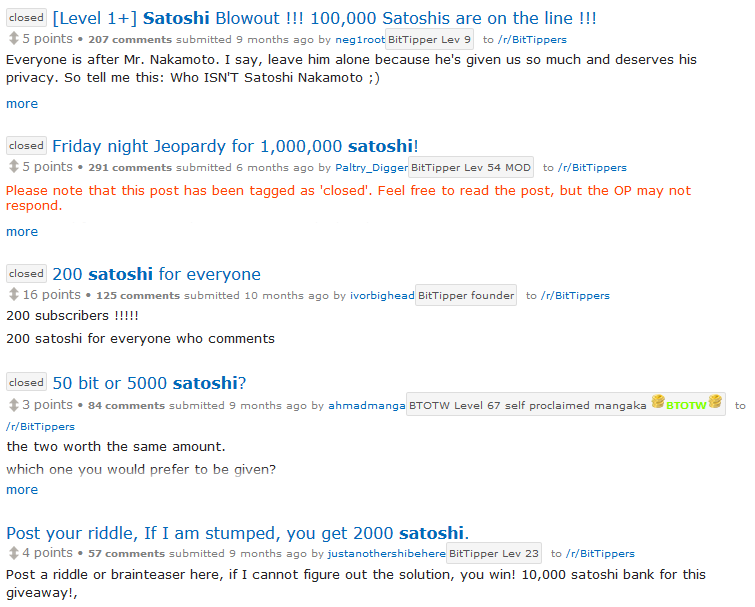 closed [Level 1+] Satoshi Blowout !!! 100,000 Satoshis are on the line !!!
5 points • 207 comments submitted 9 months ago by neg1root BitTipper Lev 9 to /r/BitTippers
Everyone is after Mr. Nakamoto. I say, leave him alone because he's given us so much and deserves his
privacy. So tell me this: Who ISN'T Satoshi Nakamoto ;)
more
closed Friday night Jeopardy for 1,000,000 satoshi!
5 points • 291 comments submitted 6 months ago by Paltry_Digger BitTipper Lev 54 MOD to /r/BitTippers
Please note that this post has been tagged as 'closed'. Feel free to read the post, but the OP may not
respond.
more
closed 200 satoshi for everyone
16 points • 125 comments submitted 10 months ago by ivorbighead BitTipper founder to /r/BitTippers
200 subscribers !!!!!
200 satoshi for everyone who comments
closed 50 bit or 5000 satoshi?
3 points • 84 comments submitted 9 months ago by ahmadmanga BTOTW Level 67 self proclaimed mangaka BTOTW to
/r/BitTippers
the two worth the same amount.
which one you would prefer to be given?
more
Post your riddle, If I am stumped, you get 2000 satoshi.
4 points • 57 comments submitted 9 months ago by justanothershibehere BitTipper Lev 23 to /r/BitTippers
Post a riddle or brainteaser here, if I cannot figure out the solution, you win! 10,000 satoshi bank for this
giveaway!,